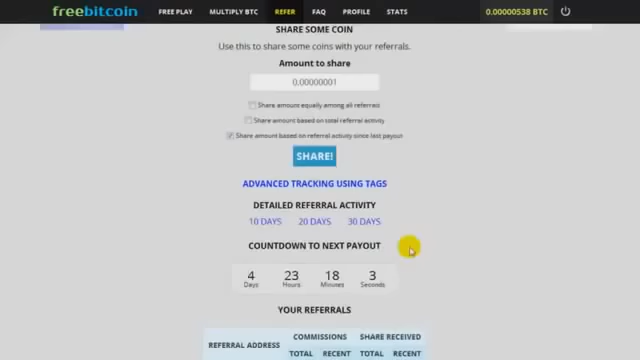 freebitcoin FREE PLAY MULTIPLY BTC REFER FAQ PROFILE STATS 0.00000538 BTC
SHARE SOME COIN
Use this to share some coins with your referrals.
Amount to share
0.00000001
Share amount equally among all referrals
Share amount based on total referral activity
Share amount based on referral activity since last payout
SHARE!
ADVANCED TRACKING USING TAGS
DETAILED REFERRAL ACTIVITY
10 DAYS 20 DAYS 30 DAYS
COUNTDOWN TO NEXT PAYOUT
4 23 18 3
Days Hours Minutes Seconds
YOUR REFERRALS
REFERRAL ADDRESS COMMISSIONS SHARE RECEIVED
TOTAL RECENT TOTAL RECENT